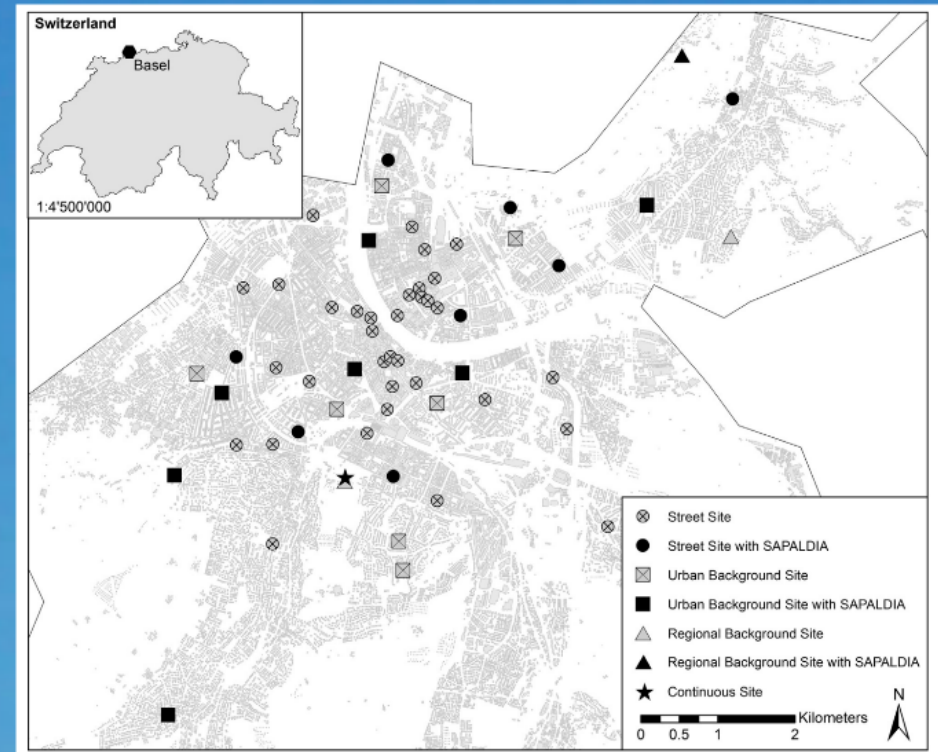 Switzerland
Basel
1:4'500'000
Street Site
Street Site with SAPALDIA
Urban Background Site
Urban Background Site with SAPALDIA
Regional Background Site
Regional Background Site with SAPALDIA
Continuous Site
N
Kilometers
0 0.5 1 2